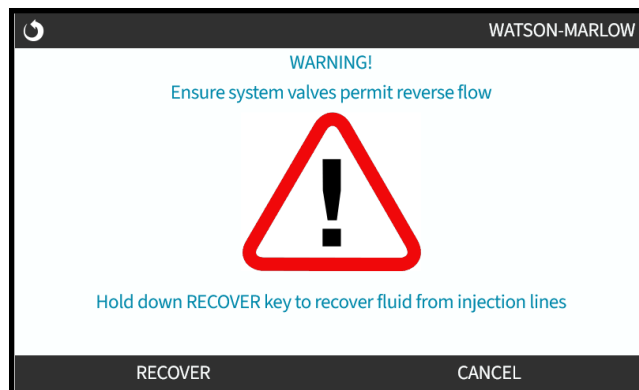 WATSON-MARLOW
WARNING!
Ensure system valves permit reverse flow
!
Hold down RECOVER key to recover fluid from injection lines
RECOVER
CANCEL